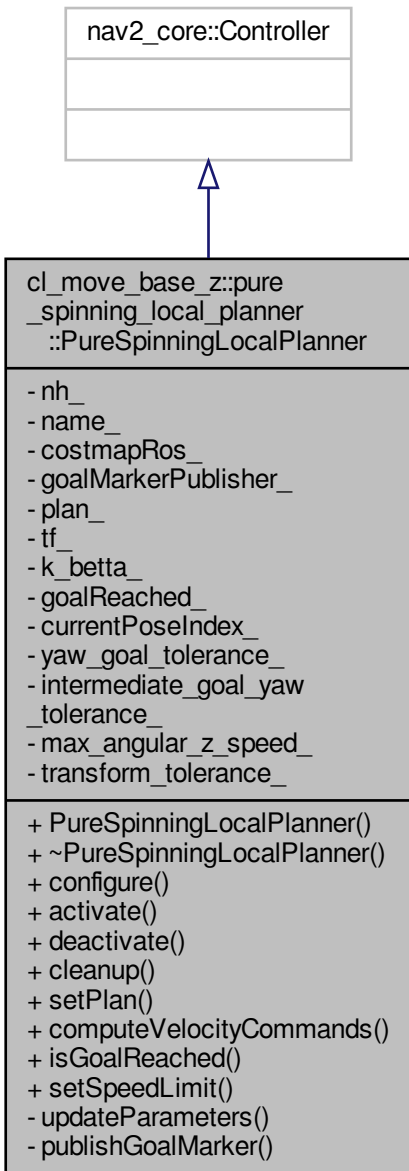 nav2_core::Controller
cl_move_base_z::pure
_spinning_local_planner
::PureSpinningLocalPlanner
- nh_
- name_
- costmapRos_
- goalMarkerPublisher_
- plan_
- tf_
- k_betta_
- goalReached_
- currentPoseIndex_
- yaw_goal_tolerance_
- intermediate_goal_yaw
_tolerance_
- max_angular_z_speed_
- transform_tolerance_
+ PureSpinningLocalPlanner()
+ ~PureSpinningLocalPlanner()
+ configure()
+ activate()
+ deactivate()
+ cleanup()
+ setPlan()
+ computeVelocityCommands()
+ isGoalReached()
+ setSpeedLimit()
- updateParameters()
- publishGoalMarker()